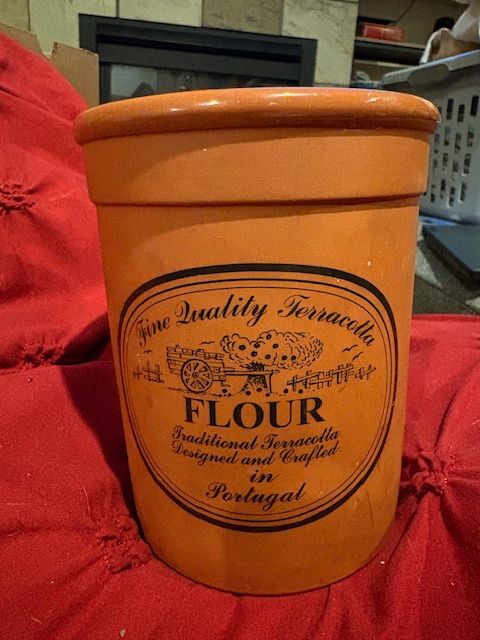 Fine Quality Terracotta
FLOUR
Traditional Terracotta
Designed and Crafted
in
Portugal